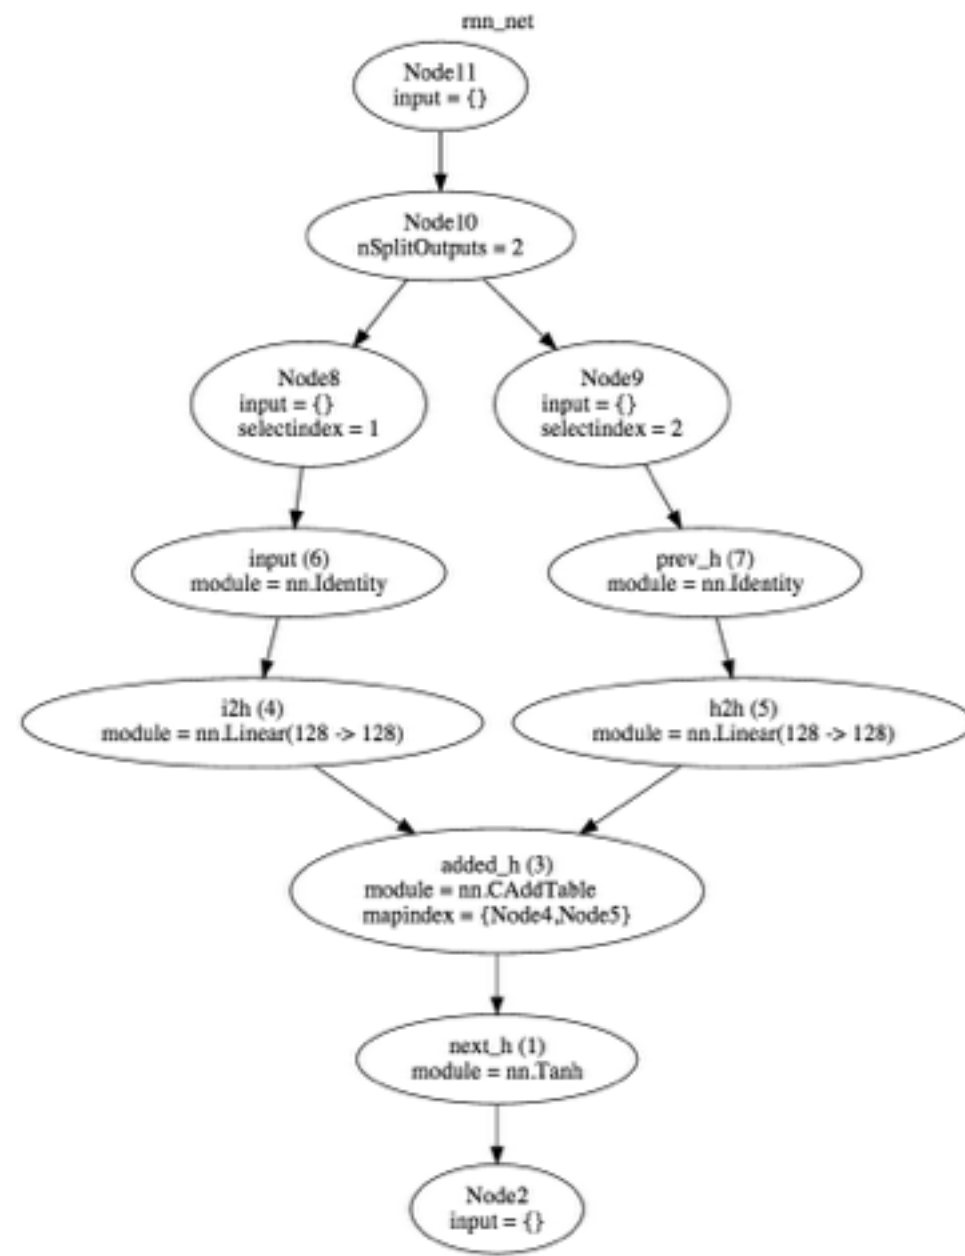 rnn_net
Node11
input = {}
Node10
nSplitOutputs = 2
Node8
input = {}
selectindex = 1
Node9
input = {}
selectindex = 2
input (6)
module = nn.Identity
prev_h (7)
module = nn.Identity
i2h (4)
module = nn.Linear(128 -> 128)
h2h (5)
module = nn.Linear(128 -> 128)
added_h (3)
module = nn.CAddTable
mapindex = {Node4,Node5}
next_h (1)
module = nn.Tanh
Node2
input = {}